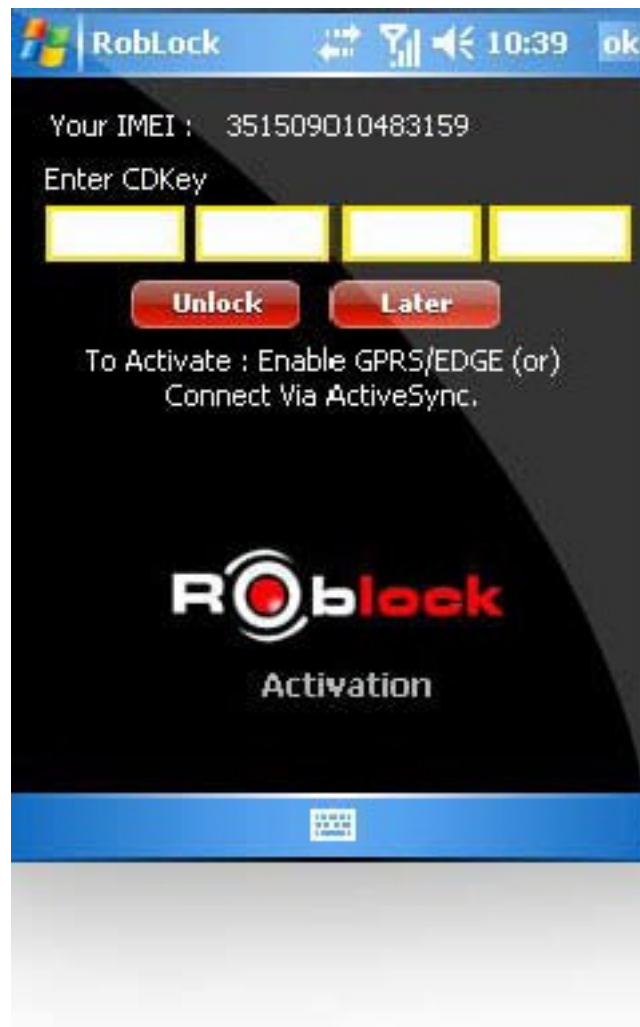 RobLock 10:39 ok
Your IMEI : 351509010483159
Enter CDKey
Unlock Later
To Activate : Enable GPRS/EDGE (or)
Connect Via ActiveSync.
Roblock
Activation